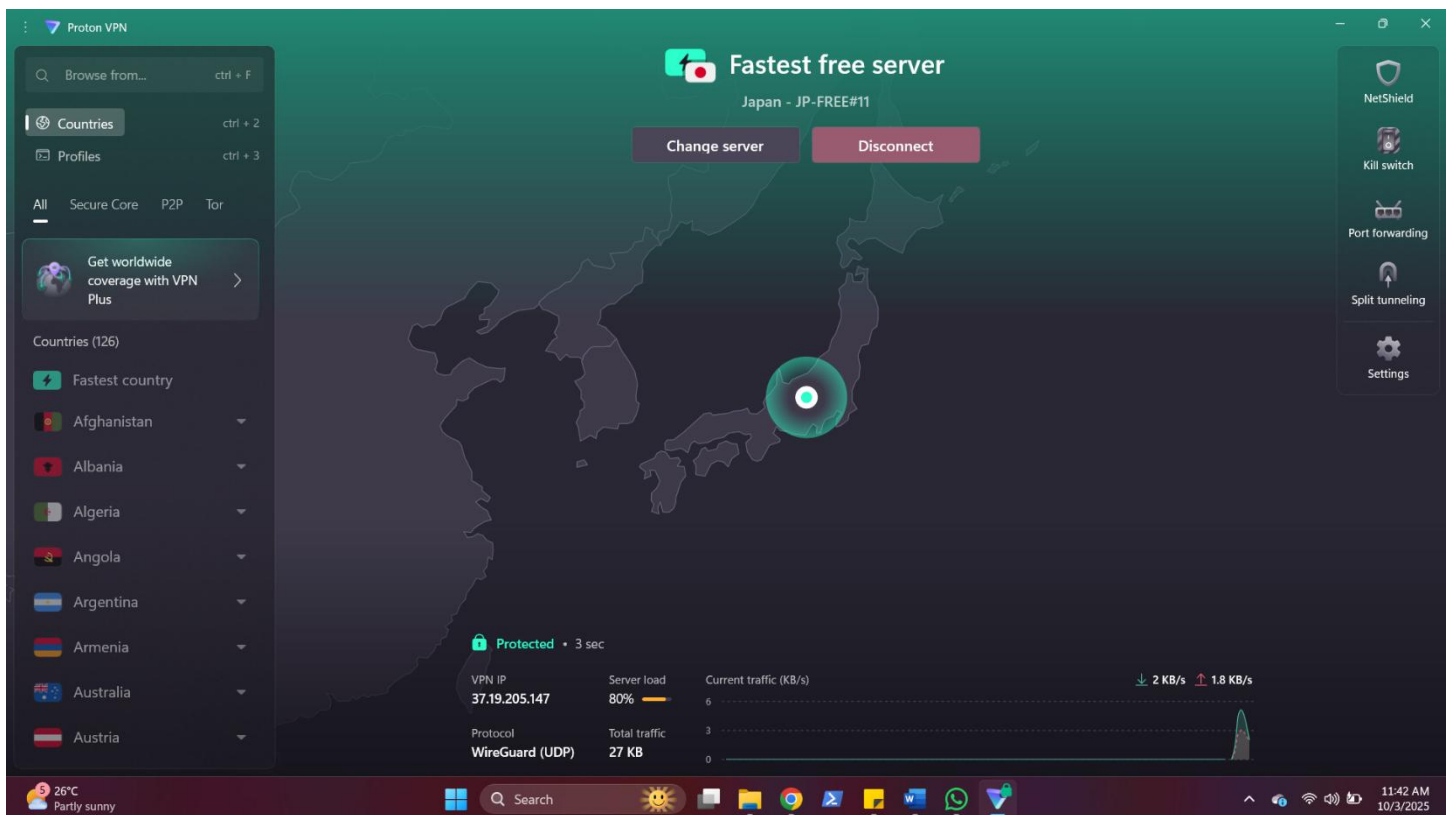 Proton VPN
Browse from... ctrl + F
Countries ctrl + 2
Profiles ctrl + 3
All Secure Core P2P Tor
Get worldwide
coverage with VPN
Plus
Countries (126)
Fastest country
Afghanistan
Albania
Algeria
Angola
Argentina
Armenia
Australia
Austria
Fastest free server
Japan - JP-FREE#11
Change server Disconnect
NetShield
Kill switch
Port forwarding
Split tunneling
Settings
Protected • 3 sec
VPN IP Server load Current traffic (KB/s) 2 KB/s 1.8 KB/s
37.19.205.147 80% 6
Protocol Total traffic 3
WireGuard (UDP) 27 KB 0
5 26°C
Partly sunny
Search
11:42 AM
10/3/2025